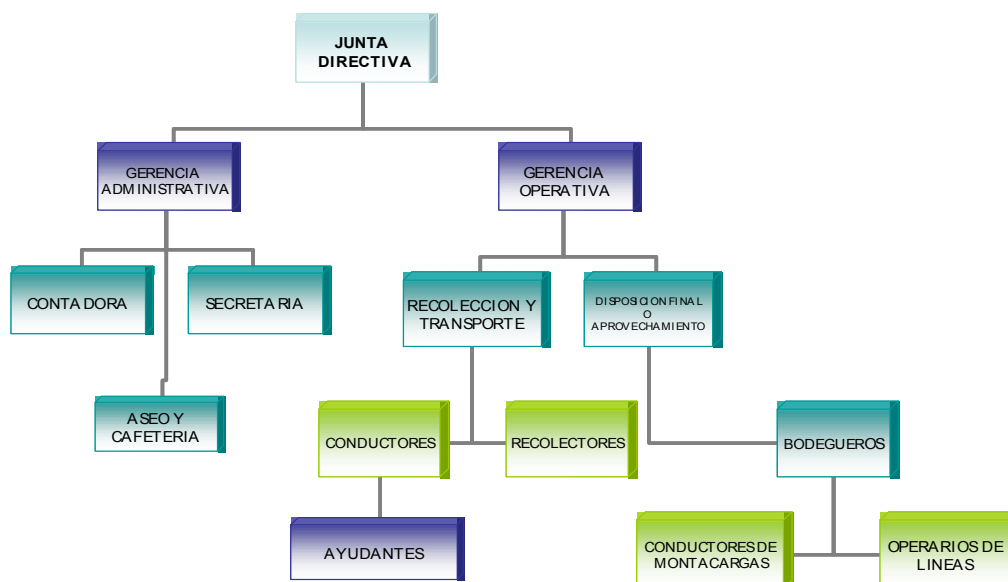 JUNTA
DIRECTIVA
GERENCIA
ADMINISTRATIVA
GERENCIA
OPERATIVA
CONTADORA
SECRETARIA
RECOLECCION Y
TRANSPORTE
DISPOSICION FINAL
O
APROVECHAMIENTO
ASEO Y
CAFETERIA
CONDUCTORES
RECOLECTORES
BODEGUEROS
AYUDANTES
CONDUCTORES DE
MONTACARGAS
OPERARIOS DE
LINEAS